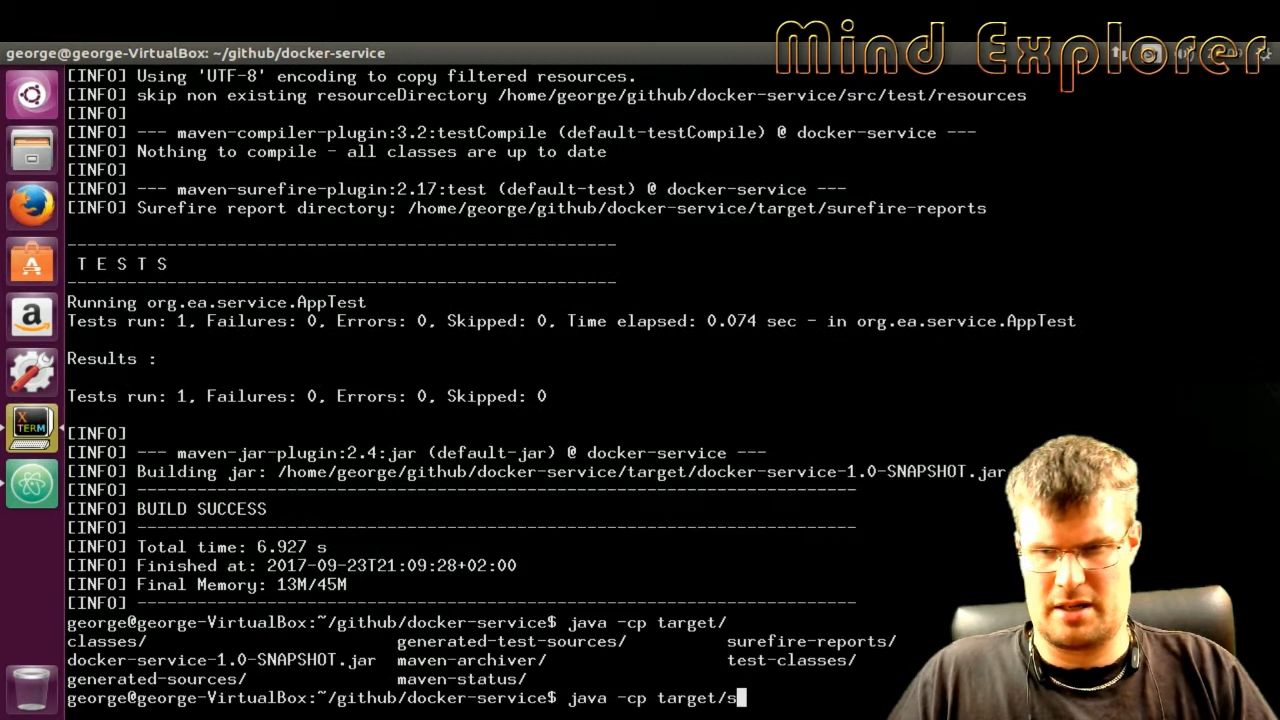 Mind Explorer
george@george-VirtualBox: ~/github/docker-service
[INFO] Using 'UTF-8' encoding to copy filtered resources.
[INFO] skip non existing resourceDirectory /home/george/github/docker-service/src/test/resources
[INFO]
[INFO] --- maven-compiler-plugin:3.2:testCompile (default-testCompile) @ docker-service ---
[INFO] Nothing to compile - all classes are up to date
[INFO]
[INFO] --- maven-surefire-plugin:2.17:test (default-test) @ docker-service ---
[INFO] Surefire report directory: /home/george/github/docker-service/target/surefire-reports
-------------------------------------------------------
T E S T S
-------------------------------------------------------
Running org.ea.service.AppTest
Tests run: 1, Failures: 0, Errors: 0, Skipped: 0, Time elapsed: 0.074 sec - in org.ea.service.AppTest
Results :
Tests run: 1, Failures: 0, Errors: 0, Skipped: 0
[INFO]
[INFO] --- maven-jar-plugin:2.4:jar (default-jar) @ docker-service ---
[INFO] Building jar: /home/george/github/docker-service/target/docker-service-1.0-SNAPSHOT.jar
[INFO] ------------------------------------------------------------------------
[INFO] BUILD SUCCESS
[INFO] ------------------------------------------------------------------------
[INFO] Total time: 6.927 s
[INFO] Finished at: 2017-09-23T21:09:28+02:00
[INFO] Final Memory: 13M/45M
[INFO] ------------------------------------------------------------------------
george@george-VirtualBox:~/github/docker-service$ java -cp target/
classes/ generated-test-sources/ surefire-reports/
docker-service-1.0-SNAPSHOT.jar maven-archiver/ test-classes/
generated-sources/ maven-status/
george@george-VirtualBox:~/github/docker-service$ java -cp target/s
X
TERM